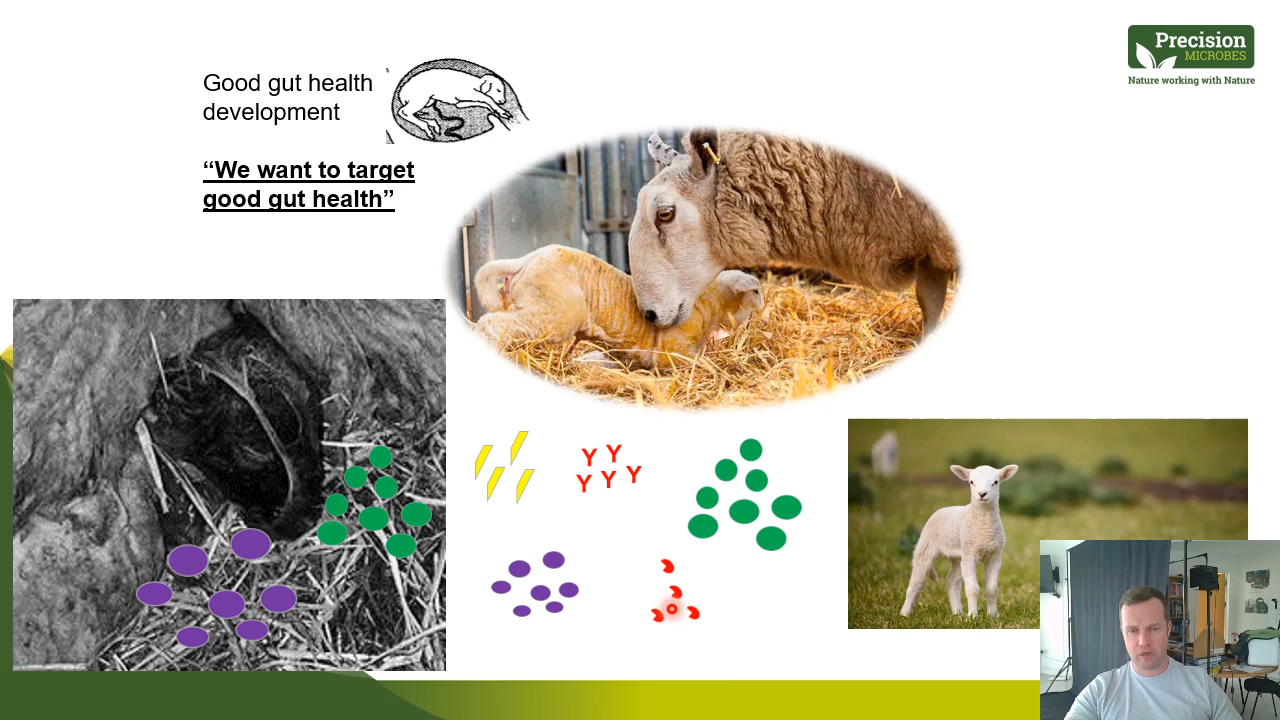 Good gut health
development
“We want to target
good gut health”
Precision
MICROBES
Nature working with Nature
Y Y
Y Y Y